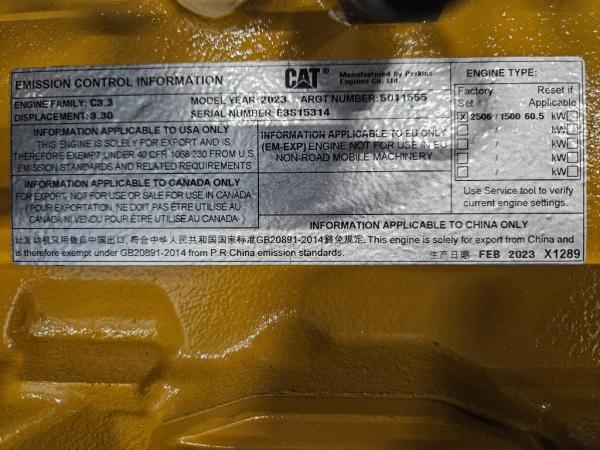 EMISSION CONTROL INFORMATION
CAT
Manufactured by Perkins
Engines Co. Ltd.
ENGINE FAMILY: C3.3
MODEL YEAR: 2023
ARGT NUMBER: 5011555
DISPLACEMENT: 3.30
SERIAL NUMBER: E3S15314
INFORMATION APPLICABLE TO USA ONLY
THIS ENGINE IS SOLELY FOR EXPORT AND IS
THEREFORE EXEMPT UNDER 40 CFR 1068.230 FROM U.S.
EMISSION STANDARDS AND RELATED REQUIREMENTS
INFORMATION APPLICABLE TO CANADA ONLY
FOR EXPORT, NOT FOR USE OR SALE FOR USE IN CANADA
POUR EXPORTATION, NE DOIT PAS ÊTRE UTILISÉ AU
CANADA NI VENDU POUR ÊTRE UTILISÉ AU CANADA
INFORMATION APPLICABLE TO EU ONLY
(EM-EXP) ENGINE NOT FOR USE IN EU
NON-ROAD MOBILE MACHINERY
ENGINE TYPE:
Factory Reset if
Set Applicable
X 2506 / 1500 60.5 kW
/ kW
/ kW
/ kW
Use Service tool to verify
current engine settings.
INFORMATION APPLICABLE TO CHINA ONLY
此发动机只用做自中国出口, 符合中华人民共和国国家标准GB20891-2014豁免规定. This engine is solely for export from China and
is therefore exempt under GB20891-2014 from P.R China emission standards.
生产日期 FEB 2023 X1289